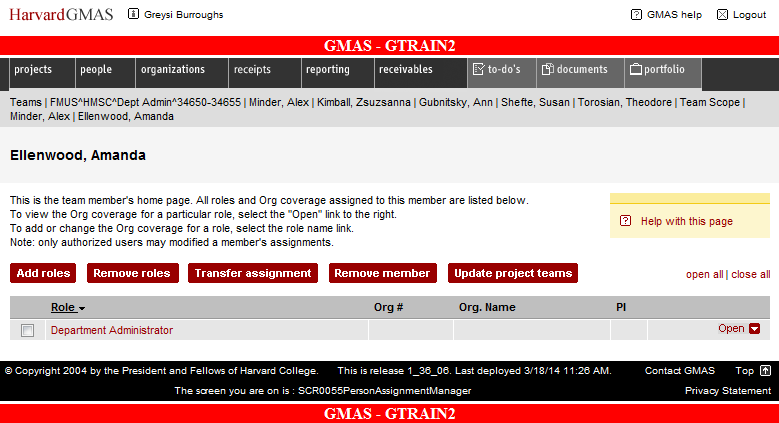 HarvardGMAS Greysi Burroughs GMAS help Logout
GMAS - GTRAIN2
projects people organizations receipts reporting receivables to-do's documents portfolio
Teams | FMUS^HMSC^Dept Admin^34650-34655 | Minder, Alex | Kimball, Zsuzsanna | Gubnitsky, Ann | Shefte, Susan | Torosian, Theodore | Team Scope |
Minder, Alex | Ellenwood, Amanda
Ellenwood, Amanda
This is the team member's home page. All roles and Org coverage assigned to this member are listed below.
To view the Org coverage for a particular role, select the "Open" link to the right.
To add or change the Org coverage for a role, select the role name link.
Note: only authorized users may modified a member's assignments.
Help with this page
Add roles Remove roles Transfer assignment Remove member Update project teams open all | close all
Role Org # Org. Name PI
Department Administrator Open
© Copyright 2004 by the President and Fellows of Harvard College. This is release 1_36_06. Last deployed 3/18/14 11:26 AM. Contact GMAS Top
The screen you are on is : SCR0055PersonAssignmentManager Privacy Statement
GMAS - GTRAIN2